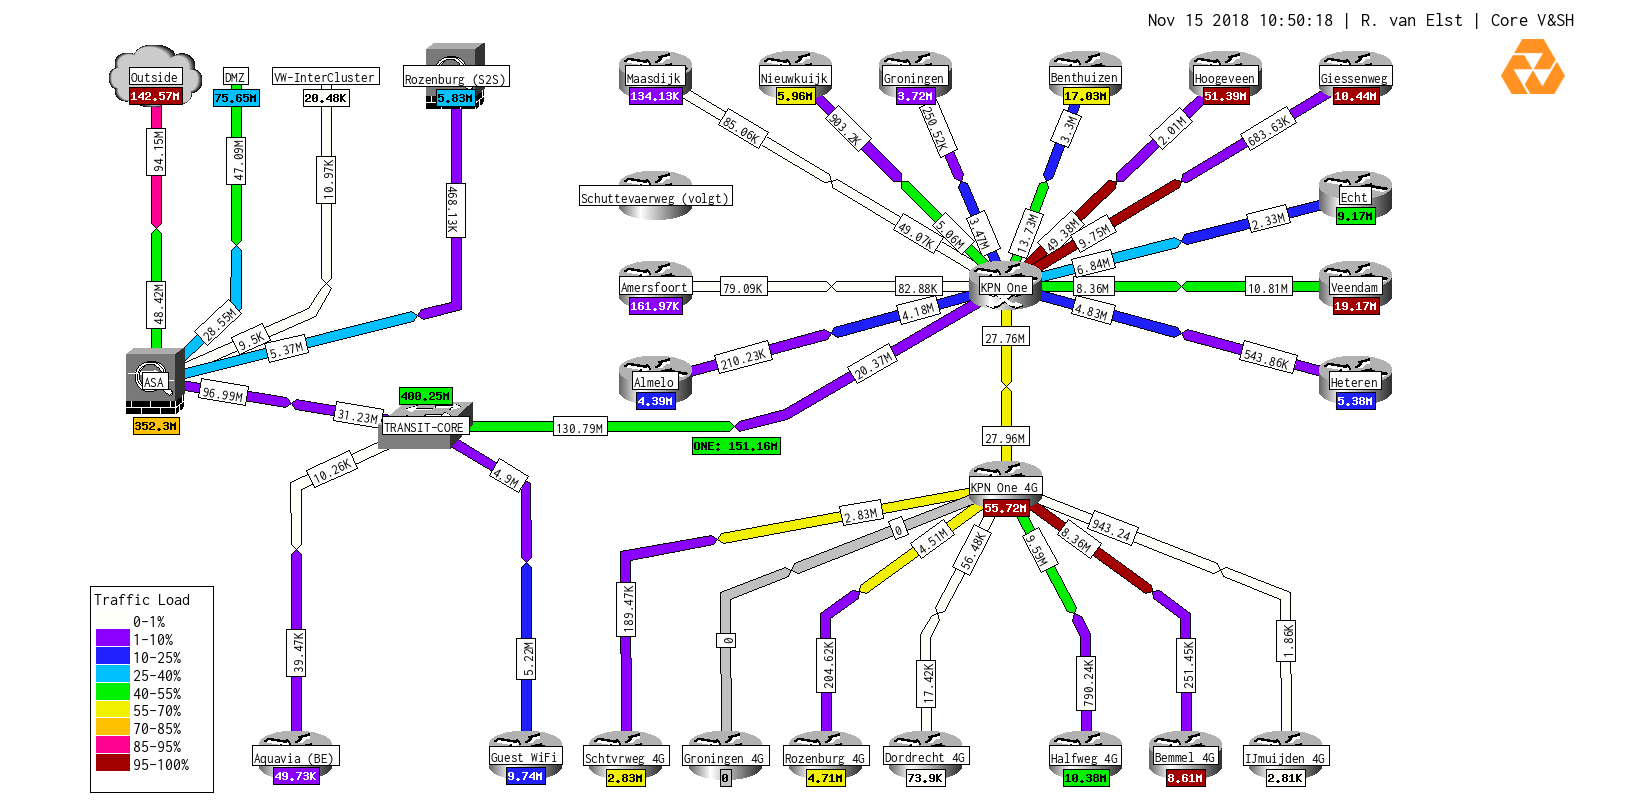 Nov 15 2018 10:50:18 | R. van Elst | Core V&SH
Outside
142.57M
DMZ
75.65M
VW-InterCluster
20.48K
Rozenburg (S2S)
5.83M
Maasdijk
134.13K
Nieuwkuijk
5.96M
Groningen
3.72M
Benthuizen
17.03M
Hoogeveen
51.39M
Giessenweg
10.44M
94.15M
47.09M
10.97K
468.13K
85.06K
903.2K
250.52K
3.3M
2.01M
683.63K
Schuttevaerweg (volgt)
Echt
9.17M
49.07K
5.06M
3.47M
13.73M
49.38M
9.75M
2.33M
6.84M
Amersfoort
161.97K
79.09K
82.88K
KPN One
8.36M
10.81M
Veendam
19.17M
48.42M
28.55M
9.5K
5.37M
4.18M
4.83M
210.23K
20.37M
27.76M
543.86K
Almelo
4.39M
Heteren
5.38M
ASA
352.3M
96.99M
31.23M
400.25M
TRANSIT-CORE
130.79M
ONE: 151.16M
27.96M
10.26K
4.9M
KPN One 4G
55.72M
2.83M
0
4.51M
56.48K
9.59M
8.36M
943.24
189.47K
0
204.62K
17.42K
790.24K
251.45K
1.86K
39.47K
5.22M
Traffic Load
0-1%
1-10%
10-25%
25-40%
40-55%
55-70%
70-85%
85-95%
95-100%
Aquavia (BE)
49.73K
Guest WiFi
9.74M
Schtvrweg 4G
2.83M
Groningen 4G
0
Rozenburg 4G
4.71M
Dordrecht 4G
73.9K
Halfweg 4G
10.38M
Bemmel 4G
8.61M
IJmuijden 4G
2.81K